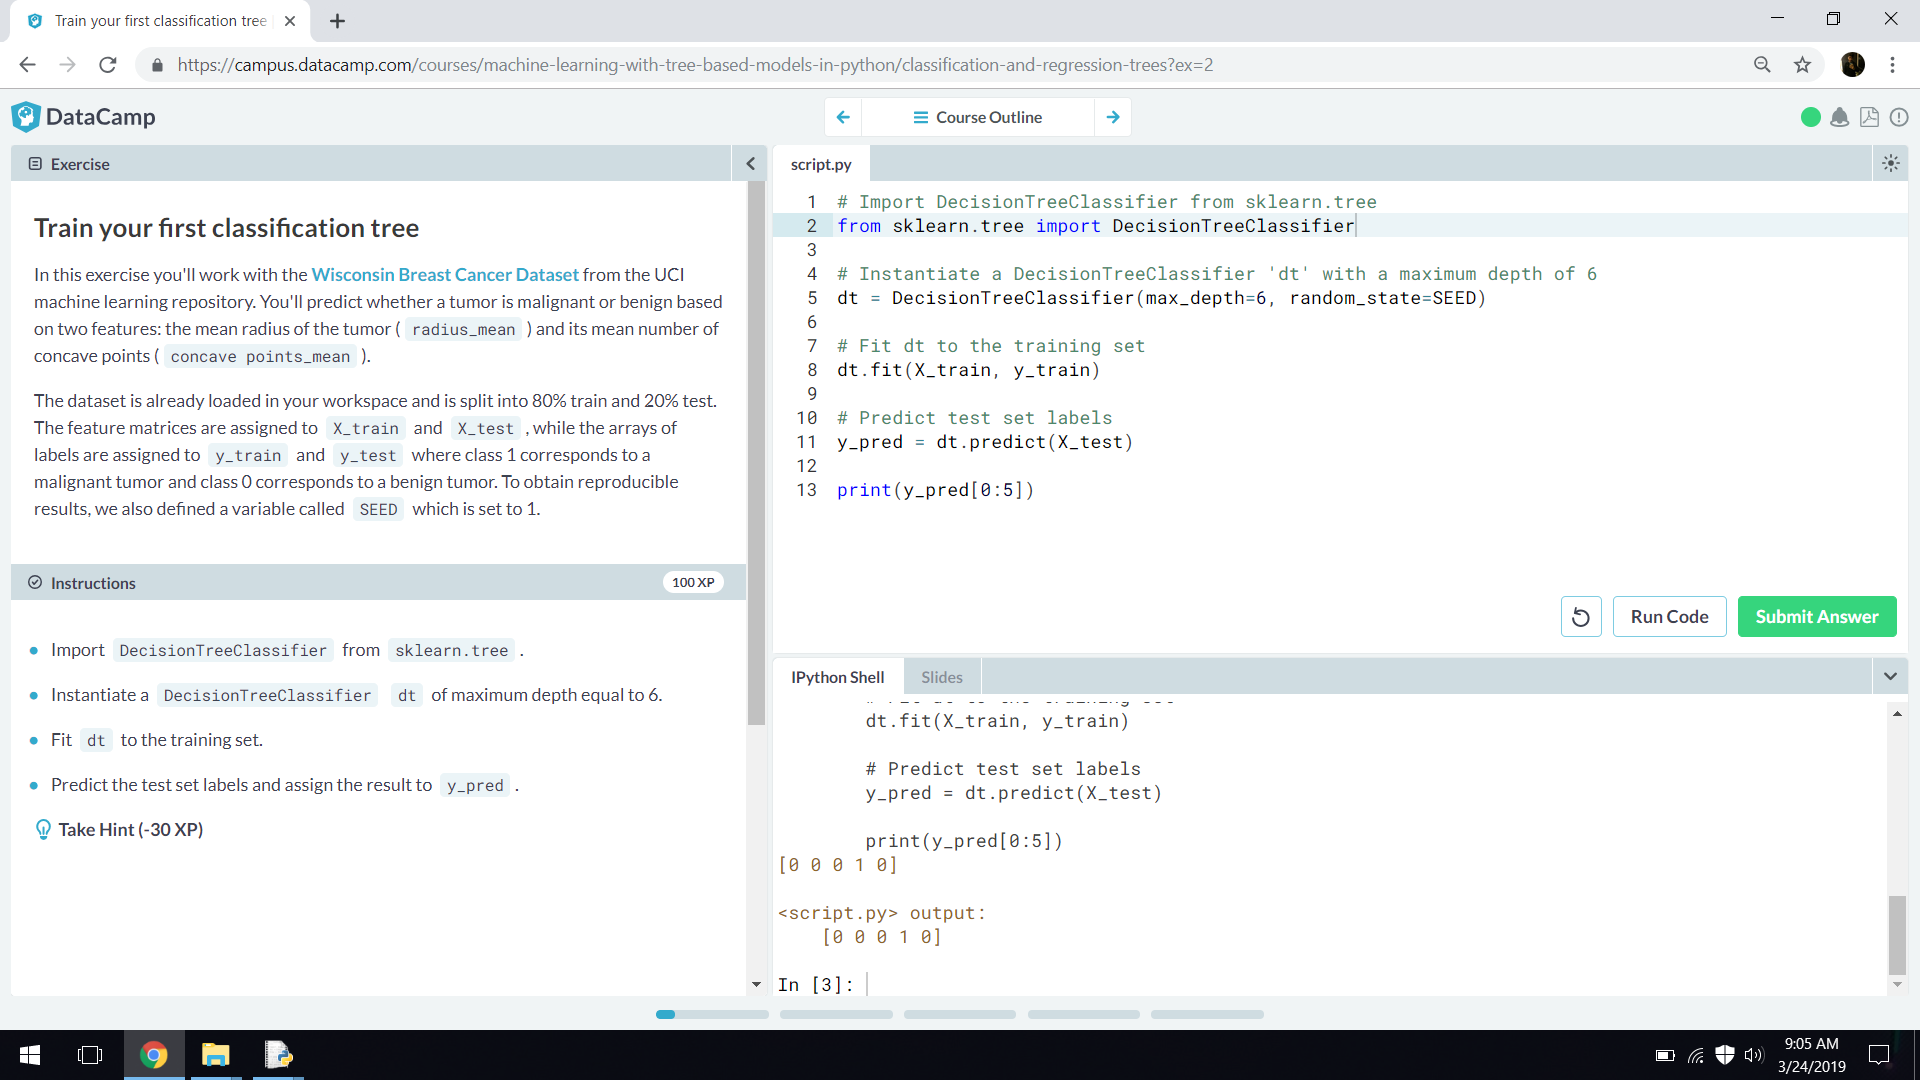 Train your first classification tree
https://campus.datacamp.com/courses/machine-learning-with-tree-based-models-in-python/classification-and-regression-trees?ex=2
DataCamp
Course Outline
Exercise
Train your first classification tree
In this exercise you'll work with the Wisconsin Breast Cancer Dataset from the UCI
machine learning repository. You'll predict whether a tumor is malignant or benign based
on two features: the mean radius of the tumor ( radius_mean ) and its mean number of
concave points ( concave points_mean ).
The dataset is already loaded in your workspace and is split into 80% train and 20% test.
The feature matrices are assigned to X_train and X_test , while the arrays of
labels are assigned to y_train and y_test where class 1 corresponds to a
malignant tumor and class 0 corresponds to a benign tumor. To obtain reproducible
results, we also defined a variable called SEED which is set to 1.
Instructions
100 XP
Import DecisionTreeClassifier from sklearn.tree .
Instantiate a DecisionTreeClassifier dt of maximum depth equal to 6.
Fit dt to the training set.
Predict the test set labels and assign the result to y_pred .
Take Hint (-30 XP)
script.py
1 # Import DecisionTreeClassifier from sklearn.tree
2 from sklearn.tree import DecisionTreeClassifier
3
4 # Instantiate a DecisionTreeClassifier 'dt' with a maximum depth of 6
5 dt = DecisionTreeClassifier(max_depth=6, random_state=SEED)
6
7 # Fit dt to the training set
8 dt.fit(X_train, y_train)
9
10 # Predict test set labels
11 y_pred = dt.predict(X_test)
12
13 print(y_pred[0:5])
Run Code
Submit Answer
IPython Shell
Slides
# Fit dt to the training set
dt.fit(X_train, y_train)
# Predict test set labels
y_pred = dt.predict(X_test)
print(y_pred[0:5])
[0 0 0 1 0]
<script.py> output:
[0 0 0 1 0]
In [3]:
9:05 AM
3/24/2019